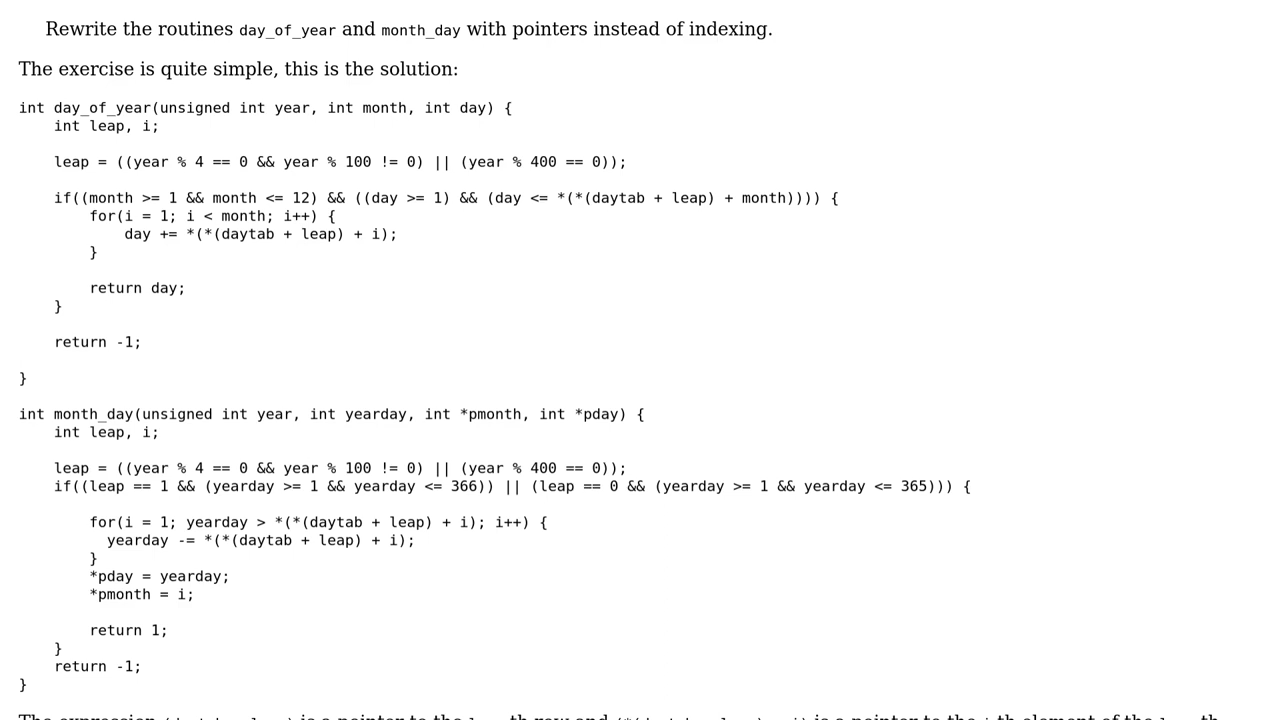 Rewrite the routines day_of_year and month_day with pointers instead of indexing.
The exercise is quite simple, this is the solution:
int day_of_year(unsigned int year, int month, int day) {
    int leap, i;
    leap = ((year % 4 == 0 && year % 100 != 0) || (year % 400 == 0));
    if((month >= 1 && month <= 12) && ((day >= 1) && (day <= *(*(daytab + leap) + month)))) {
        for(i = 1; i < month; i++) {
            day += *(*(daytab + leap) + i);
        }
        return day;
    }
    return -1;
}
int month_day(unsigned int year, int yearday, int *pmonth, int *pday) {
    int leap, i;
    leap = ((year % 4 == 0 && year % 100 != 0) || (year % 400 == 0));
    if((leap == 1 && (yearday >= 1 && yearday <= 366)) || (leap == 0 && (yearday >= 1 && yearday <= 365))) {
        for(i = 1; yearday > *(*(daytab + leap) + i); i++) {
          yearday -= *(*(daytab + leap) + i);
        }
        *pday = yearday;
        *pmonth = i;
        return 1;
    }
    return -1;
}